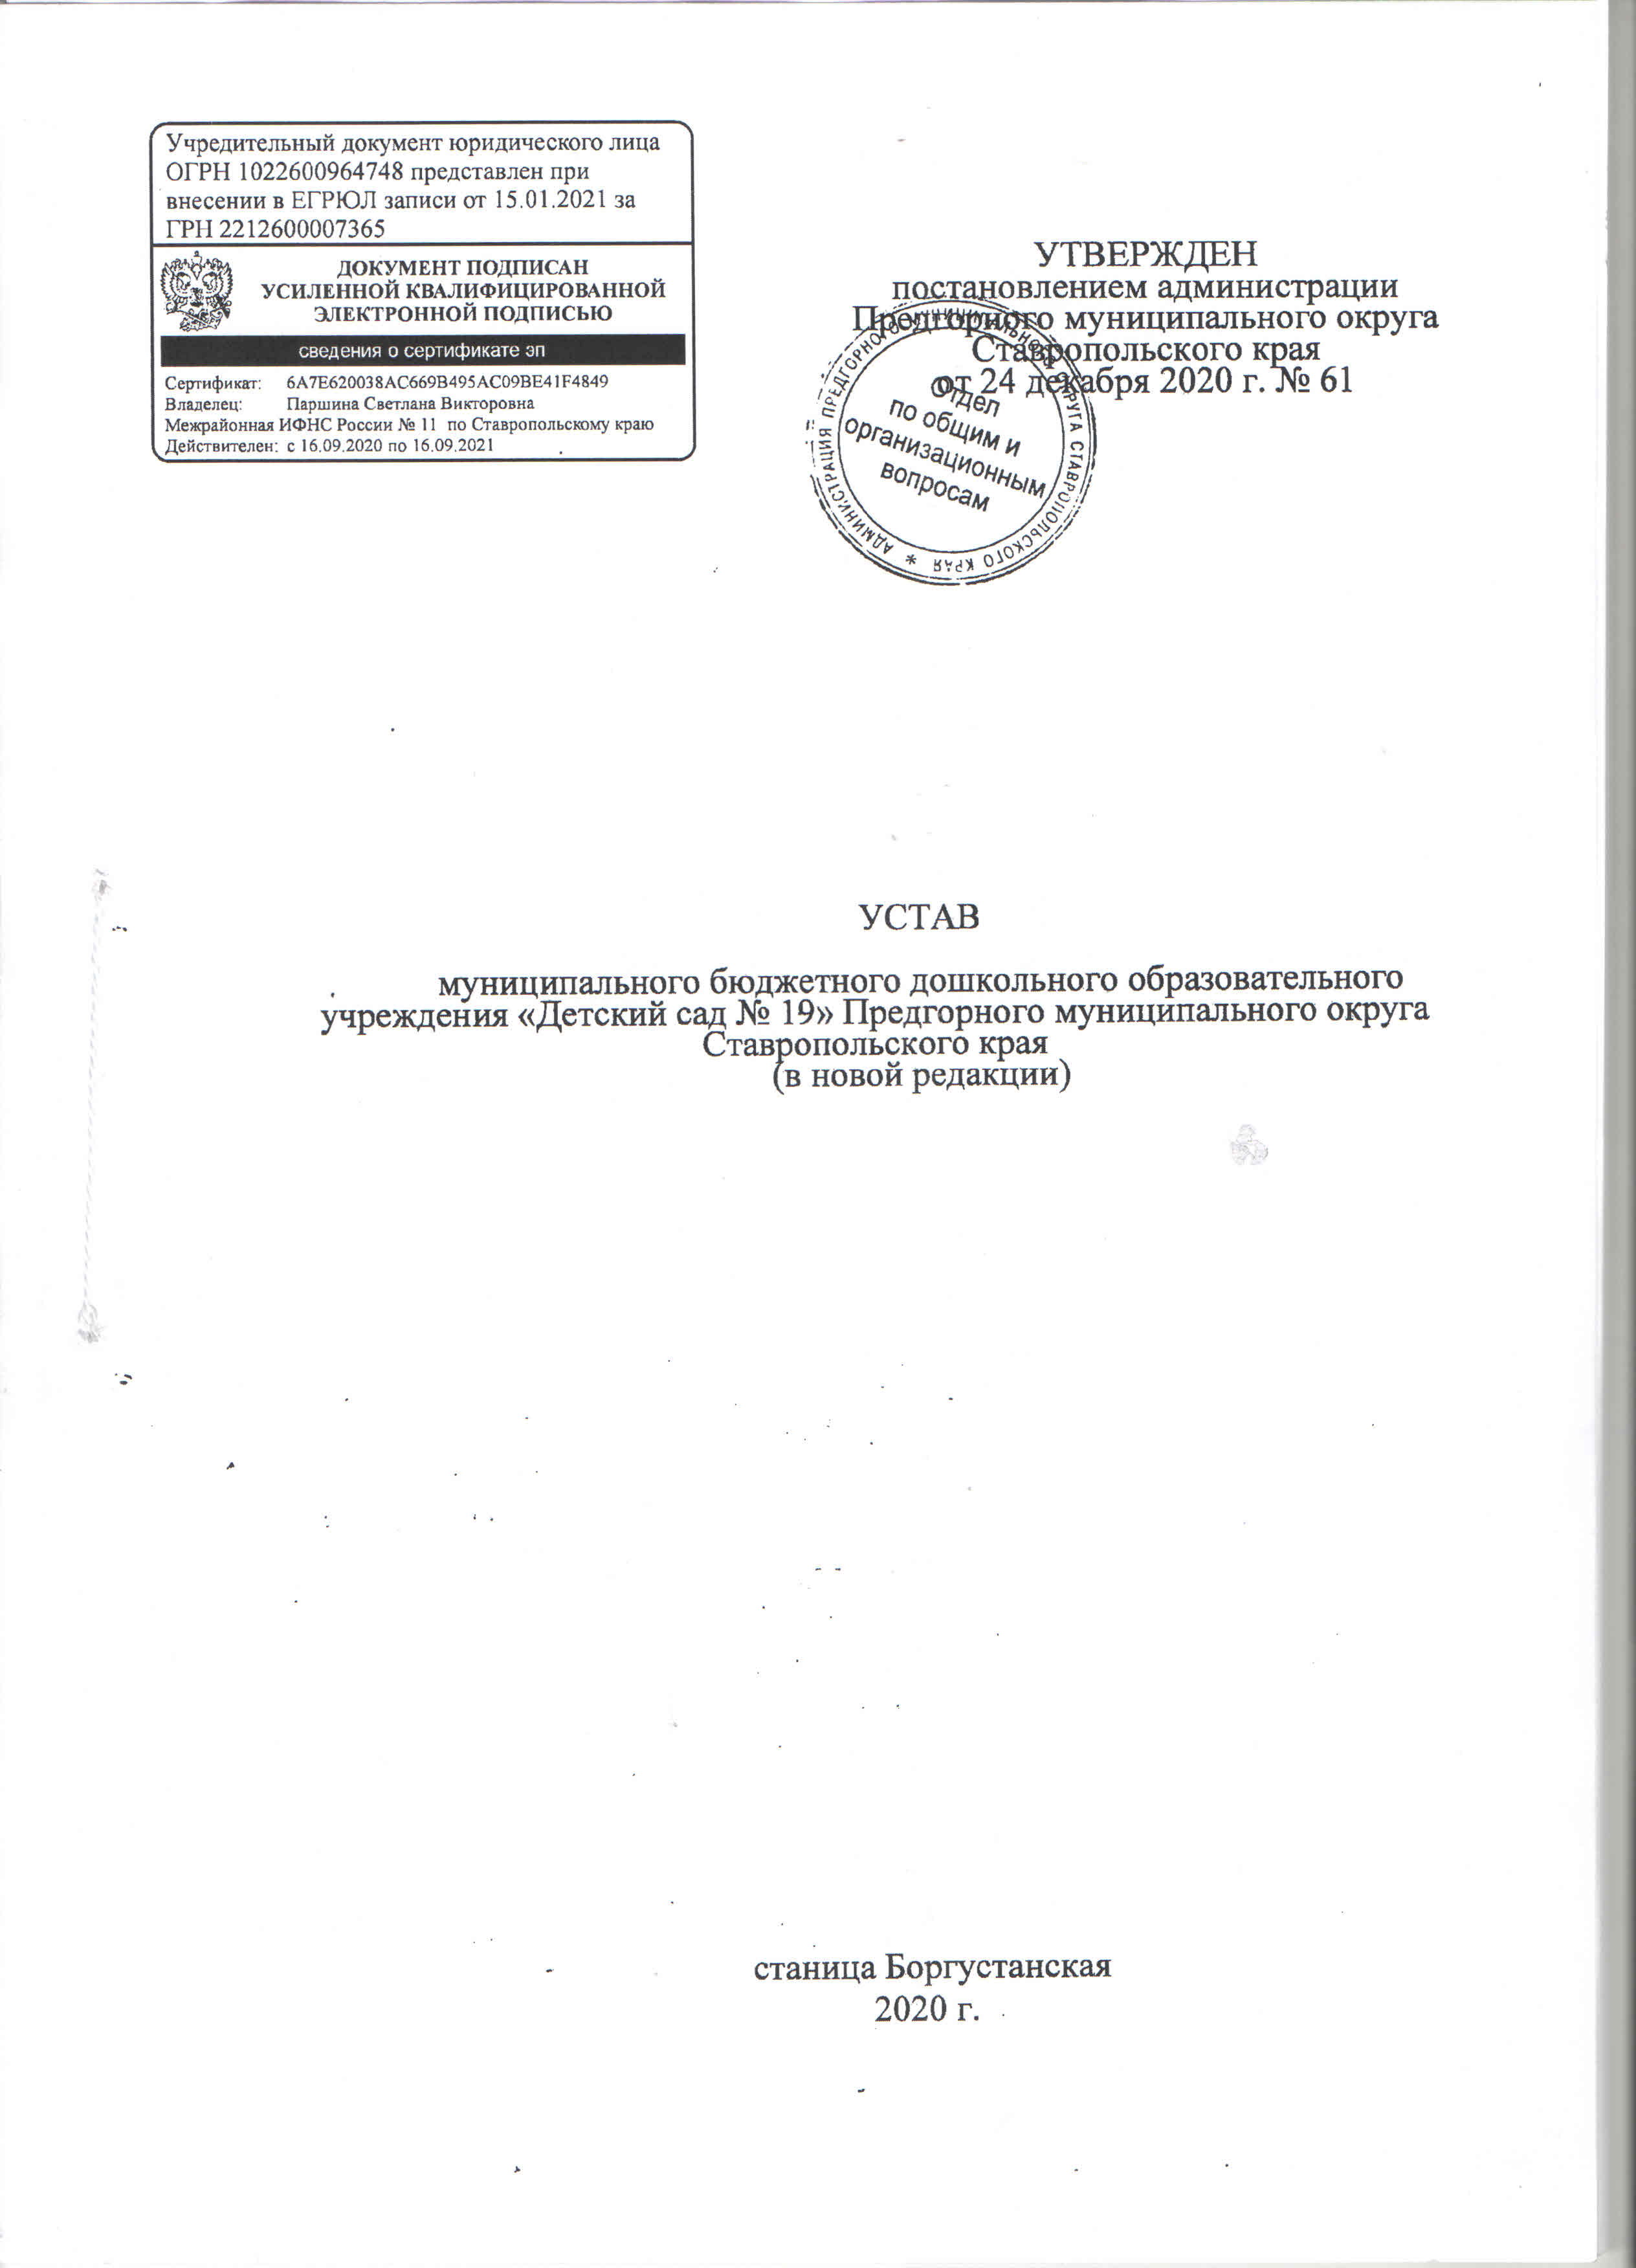 Учредительный документ юридического лица
ОГРН 1022600964748 представлен при
внесении в ЕГРЮЛ записи от 15.01.2021 за
ГРН 2212600007365
ДОКУМЕНТ ПОДПИСАН
УСИЛЕННОЙ КВАЛИФИЦИРОВАННОЙ
ЭЛЕКТРОННОЙ ПОДПИСЬЮ
сведения о сертификате эп
Сертификат: 6A7E620038AC669B495AC09BE41F4849
Владелец: Паршина Светлана Викторовна
Межрайонная ИФНС России № 11 по Ставропольскому краю
Действителен: с 16.09.2020 по 16.09.2021
УТВЕРЖДЕН
постановлением администрации
Предгорного муниципального округа
Ставропольского края
от 24 декабря 2020 г. № 61
АДМИНИСТРАЦИЯ ПРЕДГОРНОГО МУНИЦИПАЛЬНОГО ОКРУГА СТАВРОПОЛЬСКОГО КРАЯ *
Отдел
по общим и
организационным
вопросам
УСТАВ
муниципального бюджетного дошкольного образовательного
учреждения «Детский сад № 19» Предгорного муниципального округа
Ставропольского края
(в новой редакции)
станица Боргустанская
2020 г.